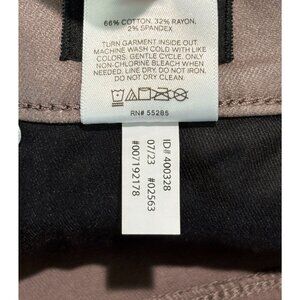 66% COTTON, 32% RAYON,
2% SPANDEX
TURN GARMENT INSIDE OUT.
MACHINE WASH COLD WITH LIKE
COLORS. GENTLE CYCLE. ONLY
NON-CHLORINE BLEACH WHEN
NEEDED. LINE DRY. DO NOT IRON.
DO NOT DRY CLEAN.
RN# 55285
ID# 400328
07/23 #02563
#007192178